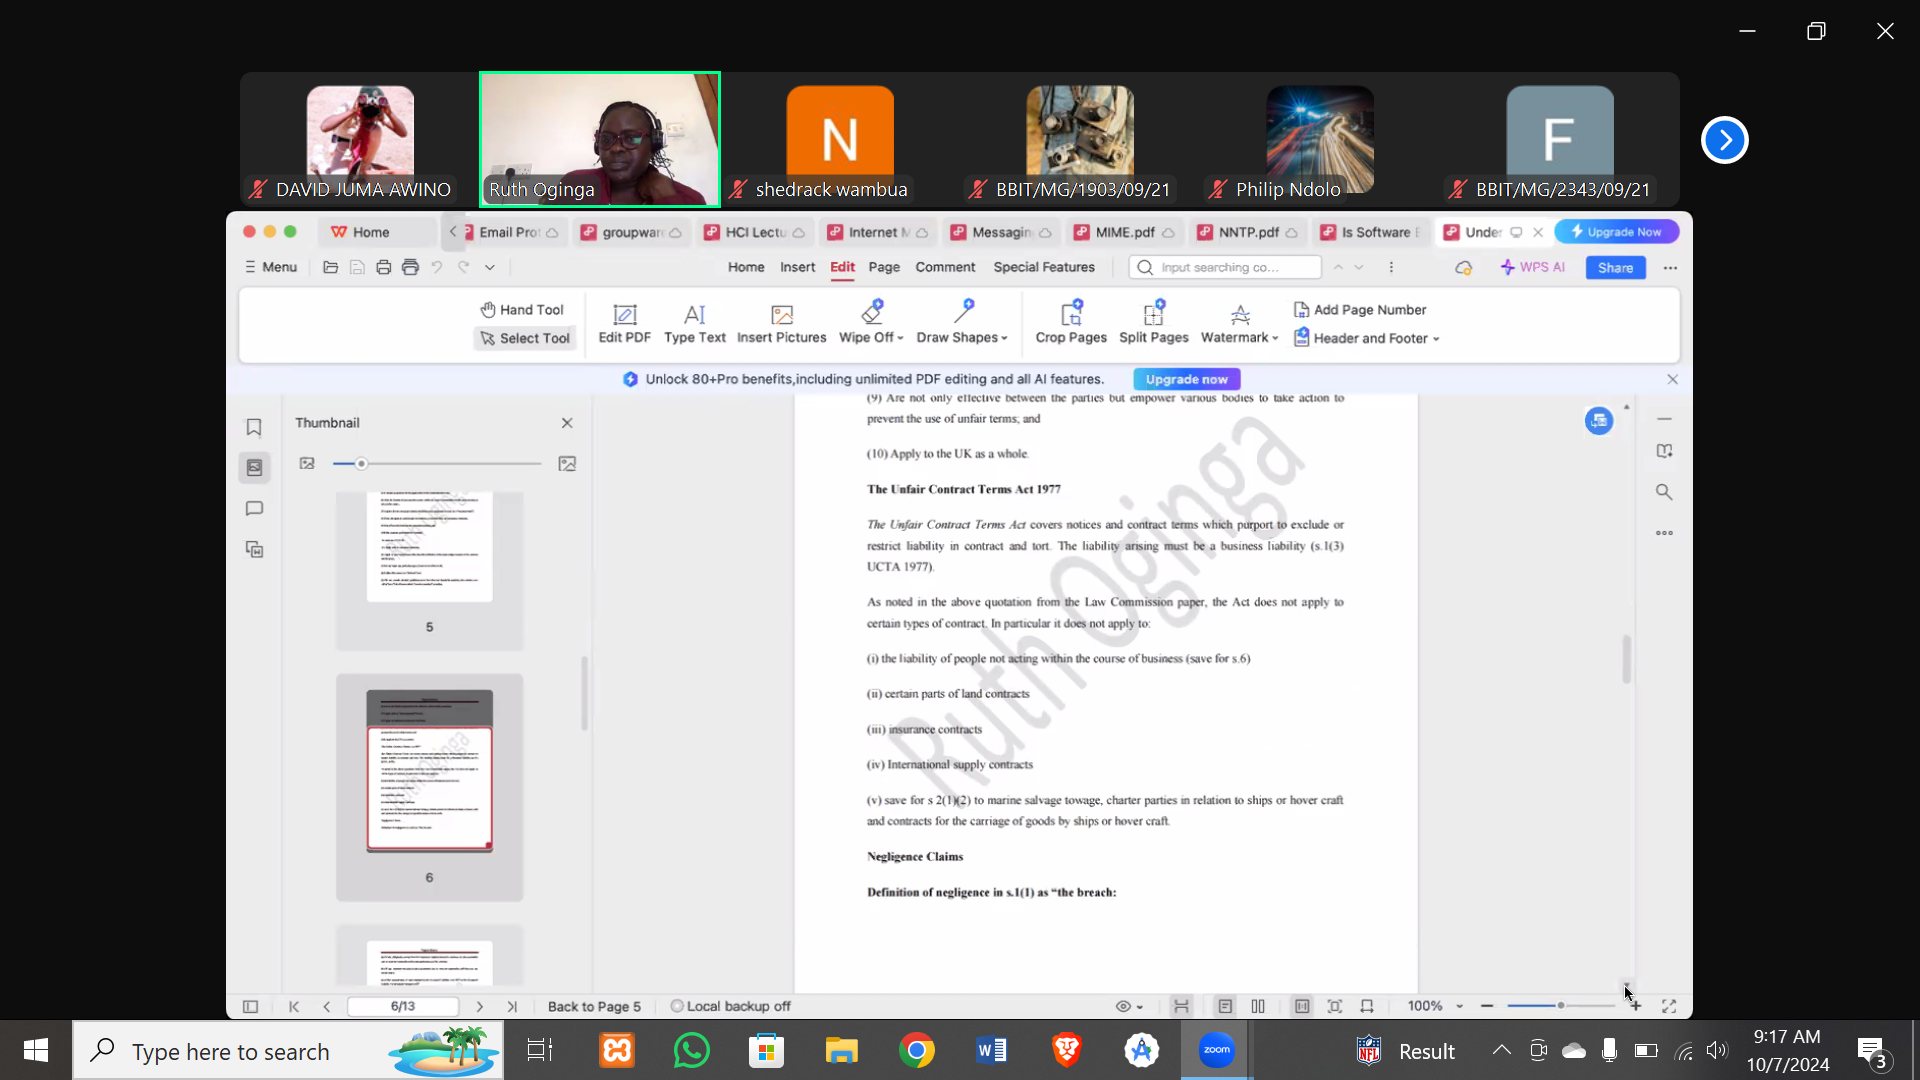 DAVID JUMA AWINO
Ruth Oginga
N
shedrack wambua
BBIT/MG/1903/09/21
Philip Ndolo
F
BBIT/MG/2343/09/21
Home
Email Prot
groupwar
HCI Lectu
Internet M
Messagin
MIME.pdf
NNTP.pdf
Is Software E
Under
Upgrade Now
Menu
Home Insert Edit Page Comment Special Features
Input searching co...
WPS AI
Share
Hand Tool
Select Tool
Edit PDF
Type Text
Insert Pictures
Wipe Off
Draw Shapes
Crop Pages
Split Pages
Watermark
Add Page Number
Header and Footer
Unlock 80+Pro benefits,including unlimited PDF editing and all AI features.
Upgrade now
Thumbnail
5
6
(9) Are not only effective between the parties but empower various bodies to take action to
prevent the use of unfair terms; and
(10) Apply to the UK as a whole.
The Unfair Contract Terms Act 1977
The Unfair Contract Terms Act covers notices and contract terms which purport to exclude or
restrict liability in contract and tort. The liability arising must be a business liability (s.1(3)
UCTA 1977).
As noted in the above quotation from the Law Commission paper, the Act does not apply to
certain types of contract. In particular it does not apply to:
(i) the liability of people not acting within the course of business (save for s.6)
(ii) certain parts of land contracts
(iii) insurance contracts
(iv) International supply contracts
(v) save for s 2(1)(2) to marine salvage towage, charter parties in relation to ships or hover craft
and contracts for the carriage of goods by ships or hover craft.
Negligence Claims
Definition of negligence in s.1(1) as “the breach:
Ruth Oginga
6/13
Back to Page 5
Local backup off
100%
Type here to search
zoom
NFL
Result
9:17 AM
10/7/2024
3